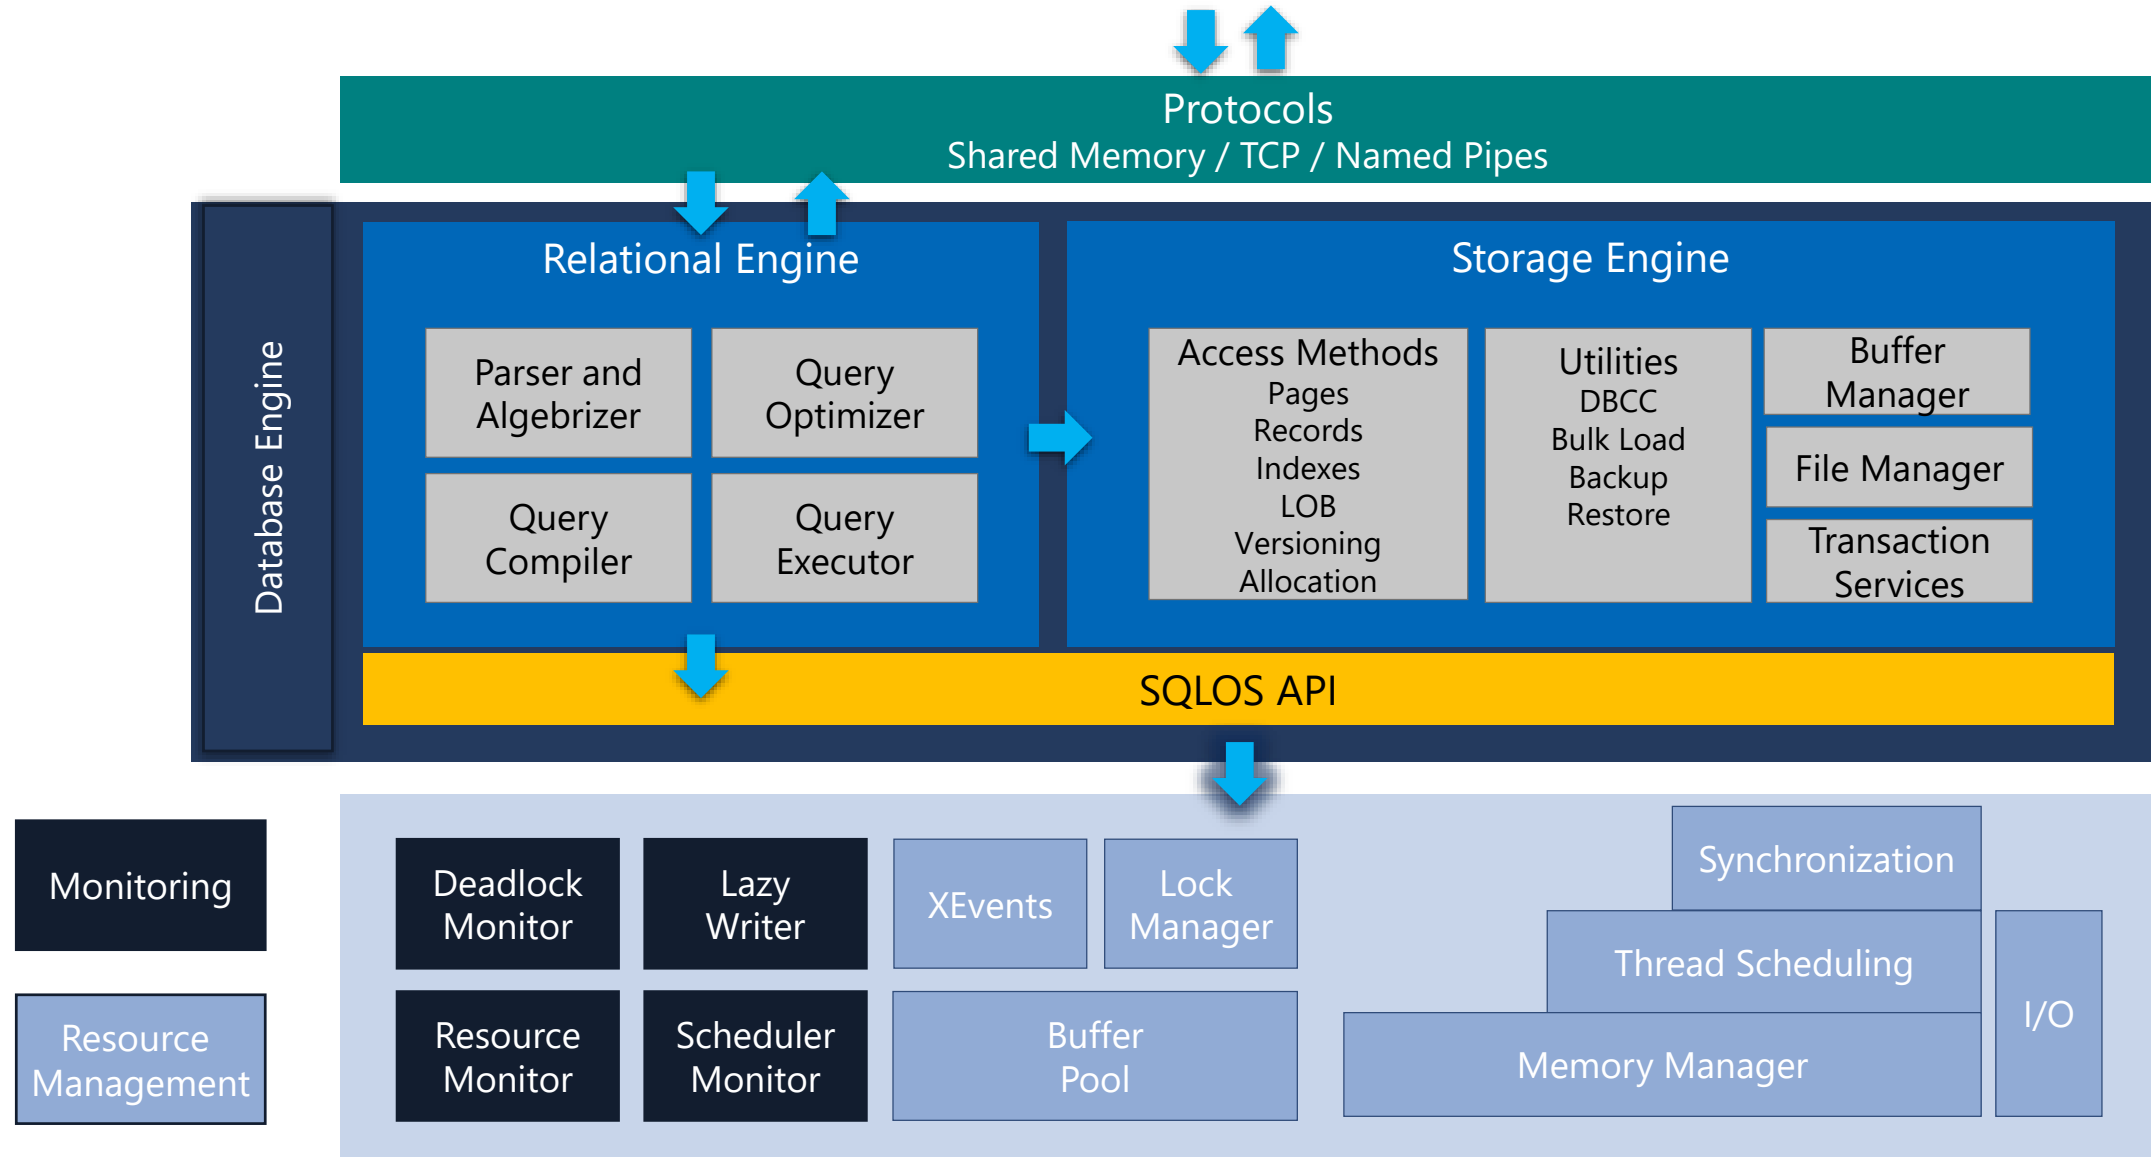 Protocols
Shared Memory / TCP / Named Pipes
Database Engine
Relational Engine
Parser and
Algebrizer
Query
Optimizer
Query
Compiler
Query
Executor
Storage Engine
Access Methods
Pages
Records
Indexes
LOB
Versioning
Allocation
Utilities
DBCC
Bulk Load
Backup
Restore
Buffer
Manager
File Manager
Transaction
Services
SQLOS API
Monitoring
Resource
Management
Deadlock
Monitor
Lazy
Writer
XEvents
Lock
Manager
Resource
Monitor
Scheduler
Monitor
Buffer
Pool
Synchronization
Thread Scheduling
Memory Manager
I/O